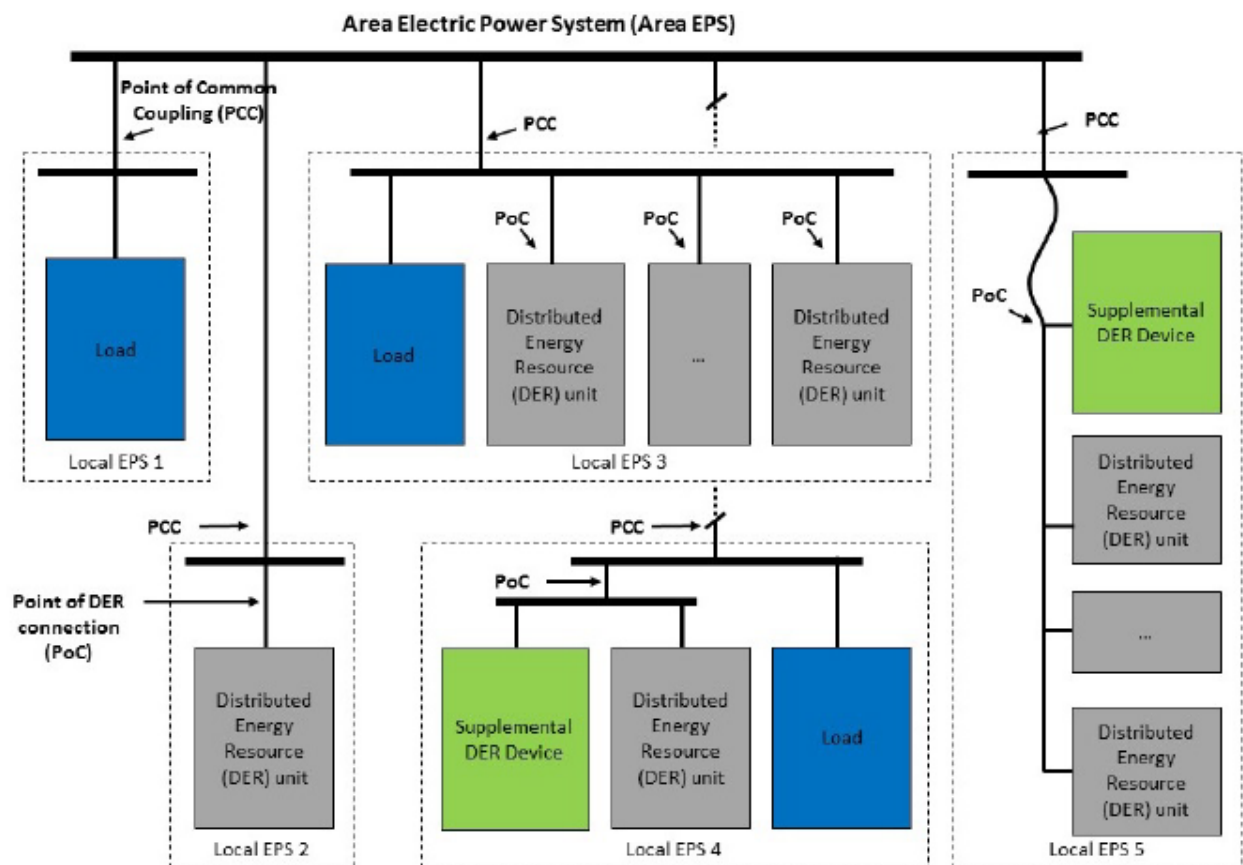 Area Electric Power System (Area EPS)
Point of Common
Coupling (PCC)
PCC
PCC
PoC
PoC
PoC
Load
Load
Distributed
Energy
Resource
(DER) unit
...
Distributed
Energy
Resource
(DER) unit
PoC
Supplemental
DER Device
Local EPS 1
Local EPS 3
Distributed
Energy
Resource
(DER) unit
...
Distributed
Energy
Resource
(DER) unit
Local EPS 5
PCC
Point of DER
connection
(PoC)
Distributed
Energy
Resource
(DER) unit
Local EPS 2
PCC
PoC
Supplemental
DER Device
Distributed
Energy
Resource
(DER) unit
Load
Local EPS 4